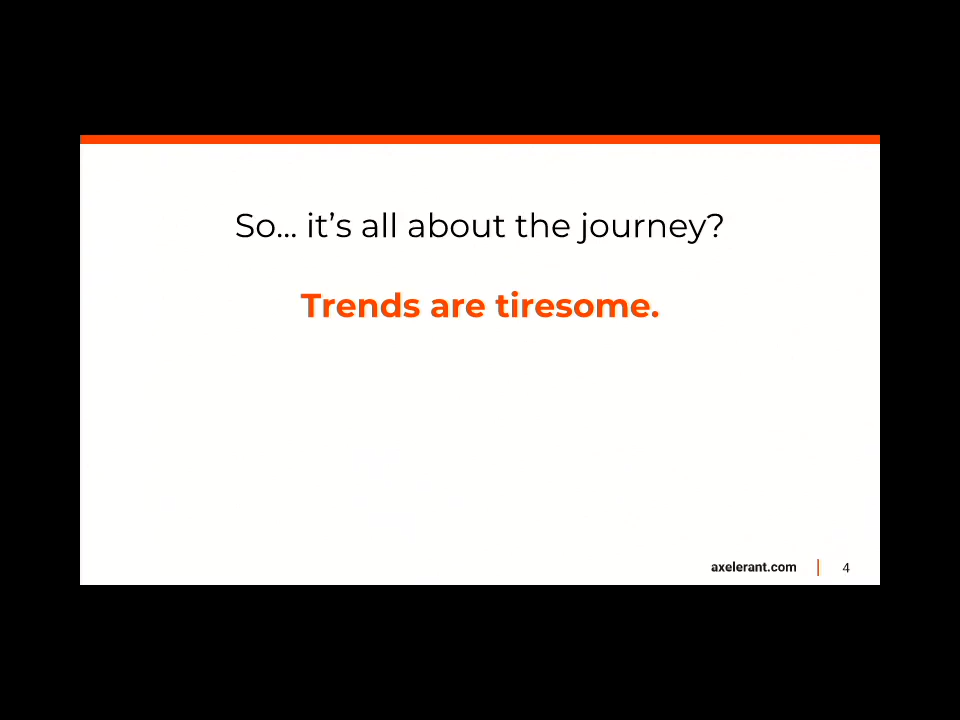 So... it's all about the journey?
Trends are tiresome.
axelerant.com | 4